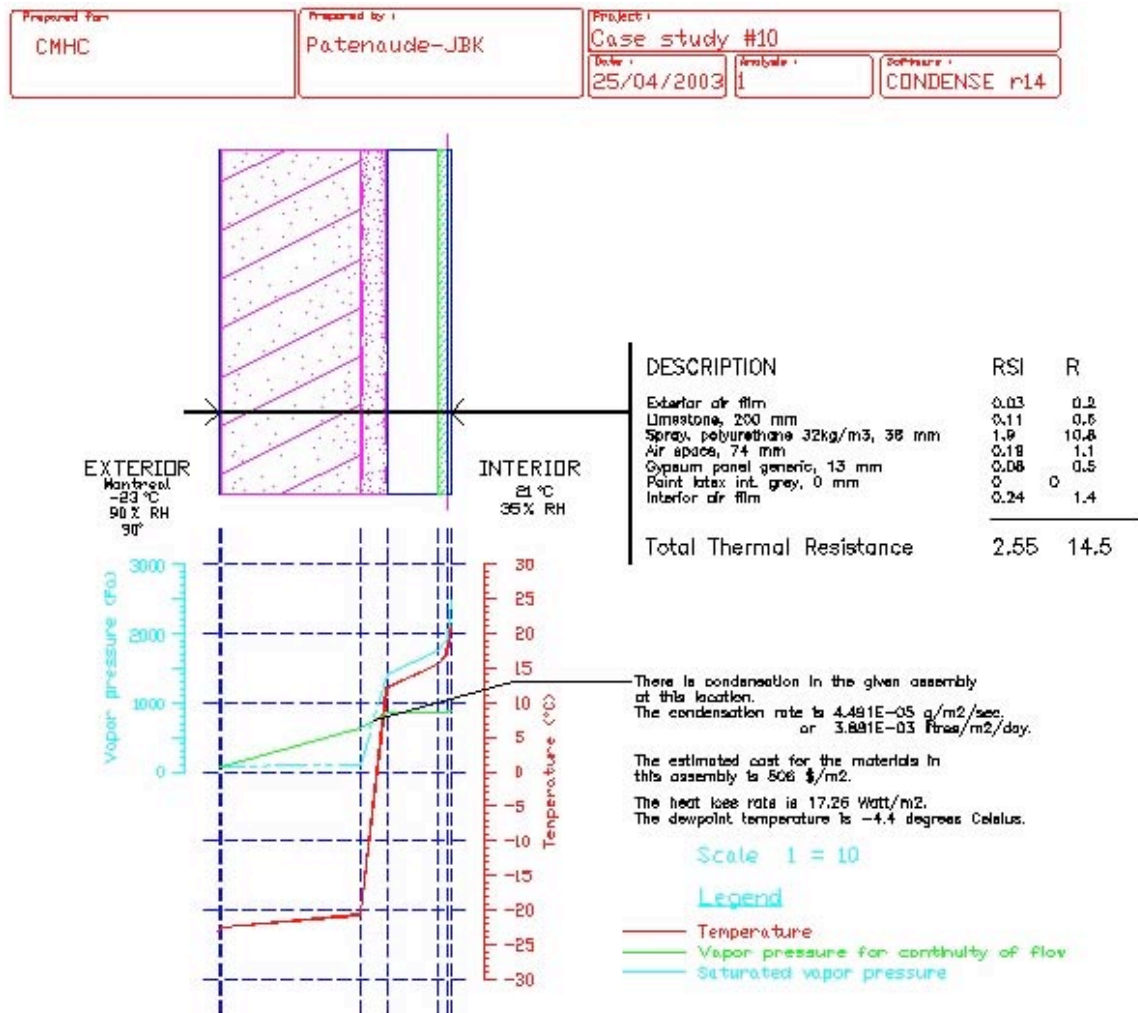 Prepared for:
CMHC
Prepared by :
Patenaude-JBK
Project :
Case study #10
Date :
25/04/2003
Analysis :
1
Software :
CONDENSE r14
DESCRIPTION RSI R
Exterior air film 0.03 0.2
Limestone, 200 mm 0.11 0.6
Spray, polyurethane 32kg/m3, 38 mm 1.9 10.8
Air space, 74 mm 0.19 1.1
Gypsum panel generic, 13 mm 0.08 0.5
Paint latex int. grey, 0 mm 0 0
Interior air film 0.24 1.4
Total Thermal Resistance 2.55 14.5
EXTERIOR
Montreal
-23 °C
90 % RH
90°
INTERIOR
21 °C
35% RH
Vapor pressure (Pa)
3000
2000
1000
0
30
25
20
15
10
5
0
-5
-10
-15
-20
-25
-30
Temperature (°C)
There is condensation in the given assembly
at this location.
The condensation rate is 4.491E-05 g/m2/sec.
or 3.881E-03 litres/m2/day.
The estimated cost for the materials in
this assembly is 506 $/m2.
The heat loss rate is 17.26 Watt/m2.
The dewpoint temperature is -4.4 degrees Celsius.
Scale 1 = 10
Legend
Temperature
Vapor pressure for continuity of flow
Saturated vapor pressure